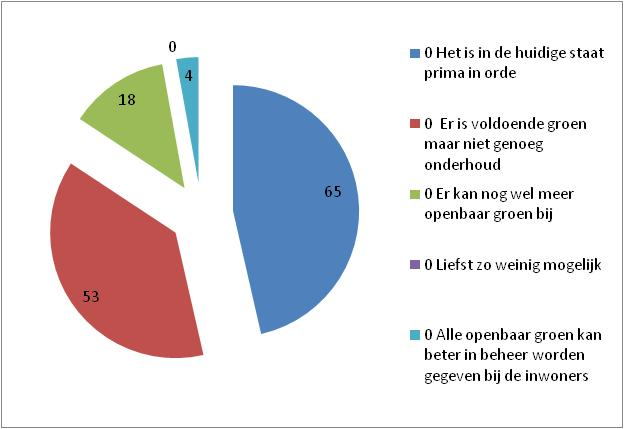 0
4
18
65
53
0 Het is in de huidige staat
prima in orde
0  Er is voldoende groen
maar niet genoeg
onderhoud
0 Er kan nog wel meer
openbaar groen bij
0 Liefst zo weinig mogelijk
0 Alle openbaar groen kan
beter in beheer worden
gegeven bij de inwoners